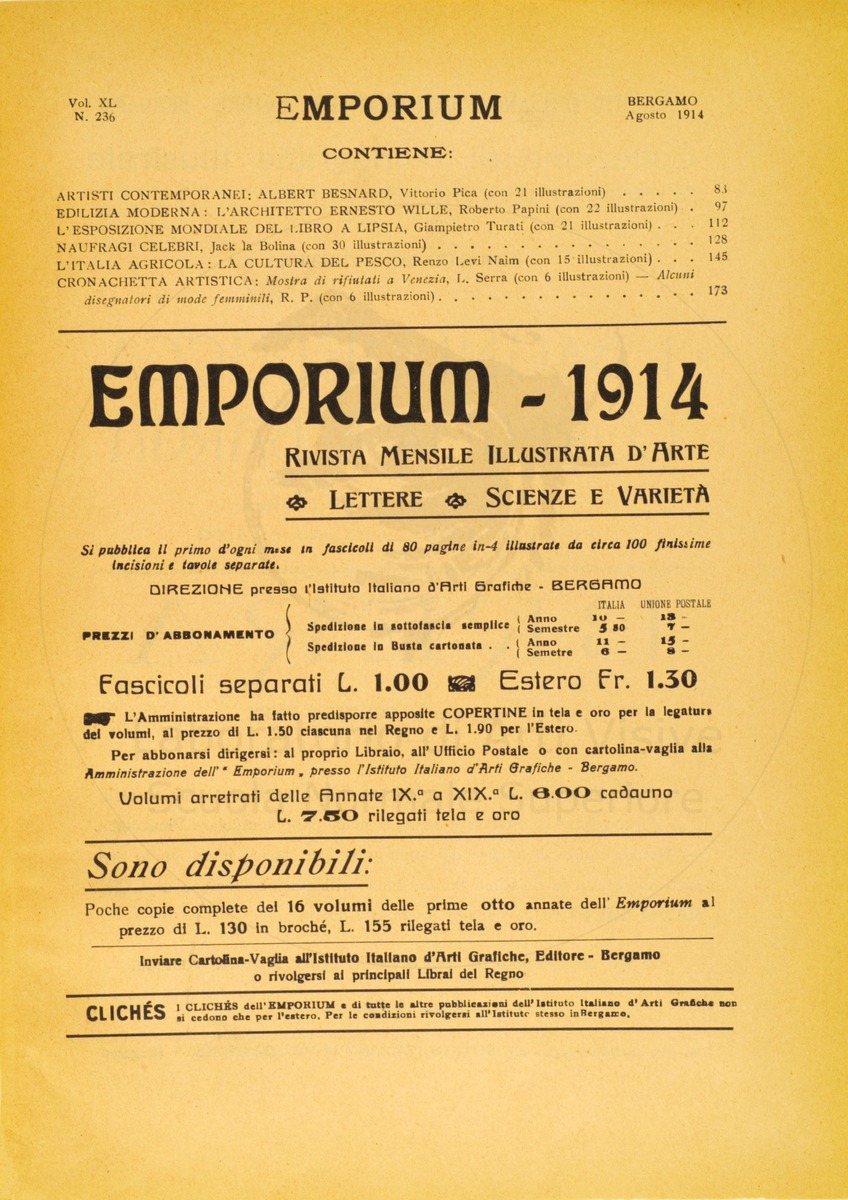 Vol. XL
N. 236
EMPORIUM
BERGAMO
Agosto 1914
CONTIENE:
ARTISTI CONTEMPORANEI: ALBERT BESNARD, Vittorio Pica (con 21 illustrazioni) . . . . . 83
EDILIZIA MODERNA: L'ARCHITETTO ERNESTO WILLE, Roberto Papini (con 22 illustrazioni) . 97
L'ESPOSIZIONE MONDIALE DEL LIBRO A LIPSIA, Giampietro Turati (con 21 illustrazioni) . . . 112
NAUFRAGI CELEBRI, Jack la Bolina (con 30 illustrazioni) . . . . . . . . . . . . . . . 128
L'ITALIA AGRICOLA: LA CULTURA DEL PESCO, Renzo Levi Naim (con 15 illustrazioni) . . . 145
CRONACHETTA ARTISTICA: Mostra di rifiutati a Venezia, L. Serra (con 6 illustrazioni) — Alcuni
disegnatori di mode femminili, R. P. (con 6 illustrazioni) . . . . . . . . . . . . . . . 173
EMPORIUM - 1914
RIVISTA MENSILE ILLUSTRATA D'ARTE
LETTERE SCIENZE E VARIETÀ
Si pubblica il primo d'ogni mese in fascicoli di 80 pagine in-4 illustrate da circa 100 finissime
incisioni e tavole separate.
DIREZIONE presso l'Istituto Italiano d'Arti Grafiche - BERGAMO
ITALIA UNIONE POSTALE
PREZZI D'ABBONAMENTO
Spedizione in sottofascia semplice
Anno 10 — 13 —
Semestre 5 50 7 —
Spedizione in Busta cartonata . .
Anno 11 — 15 —
Semetre 6 — 8 —
Fascicoli separati L. 1.00 Estero Fr. 1.30
L'Amministrazione ha fatto predisporre apposite COPERTINE in tela e oro per la legatura
dei volumi, al prezzo di L. 1.50 ciascuna nel Regno e L. 1.90 per l'Estero.
Per abbonarsi dirigersi: al proprio Libraio, all'Ufficio Postale o con cartolina-vaglia alla
Amministrazione dell'" Emporium „ presso l'Istituto Italiano d'Arti Grafiche - Bergamo.
Volumi arretrati delle Annate IX.a a XIX.a L. 6.00 cadauno
L. 7.50 rilegati tela e oro
Sono disponibili:
Poche copie complete dei 16 volumi delle prime otto annate dell'Emporium al
prezzo di L. 130 in broché, L. 155 rilegati tela e oro.
Inviare Cartolina-Vaglia all'Istituto Italiano d'Arti Grafiche, Editore - Bergamo
o rivolgersi ai principali Librai del Regno
CLICHÉS
I CLICHÉS dell'EMPORIUM e di tutte le altre pubblicazioni dell'Istituto Italiano d'Arti Grafiche non
si cedono che per l'estero. Per le condizioni rivolgersi all'Istituto stesso in Bergamo.